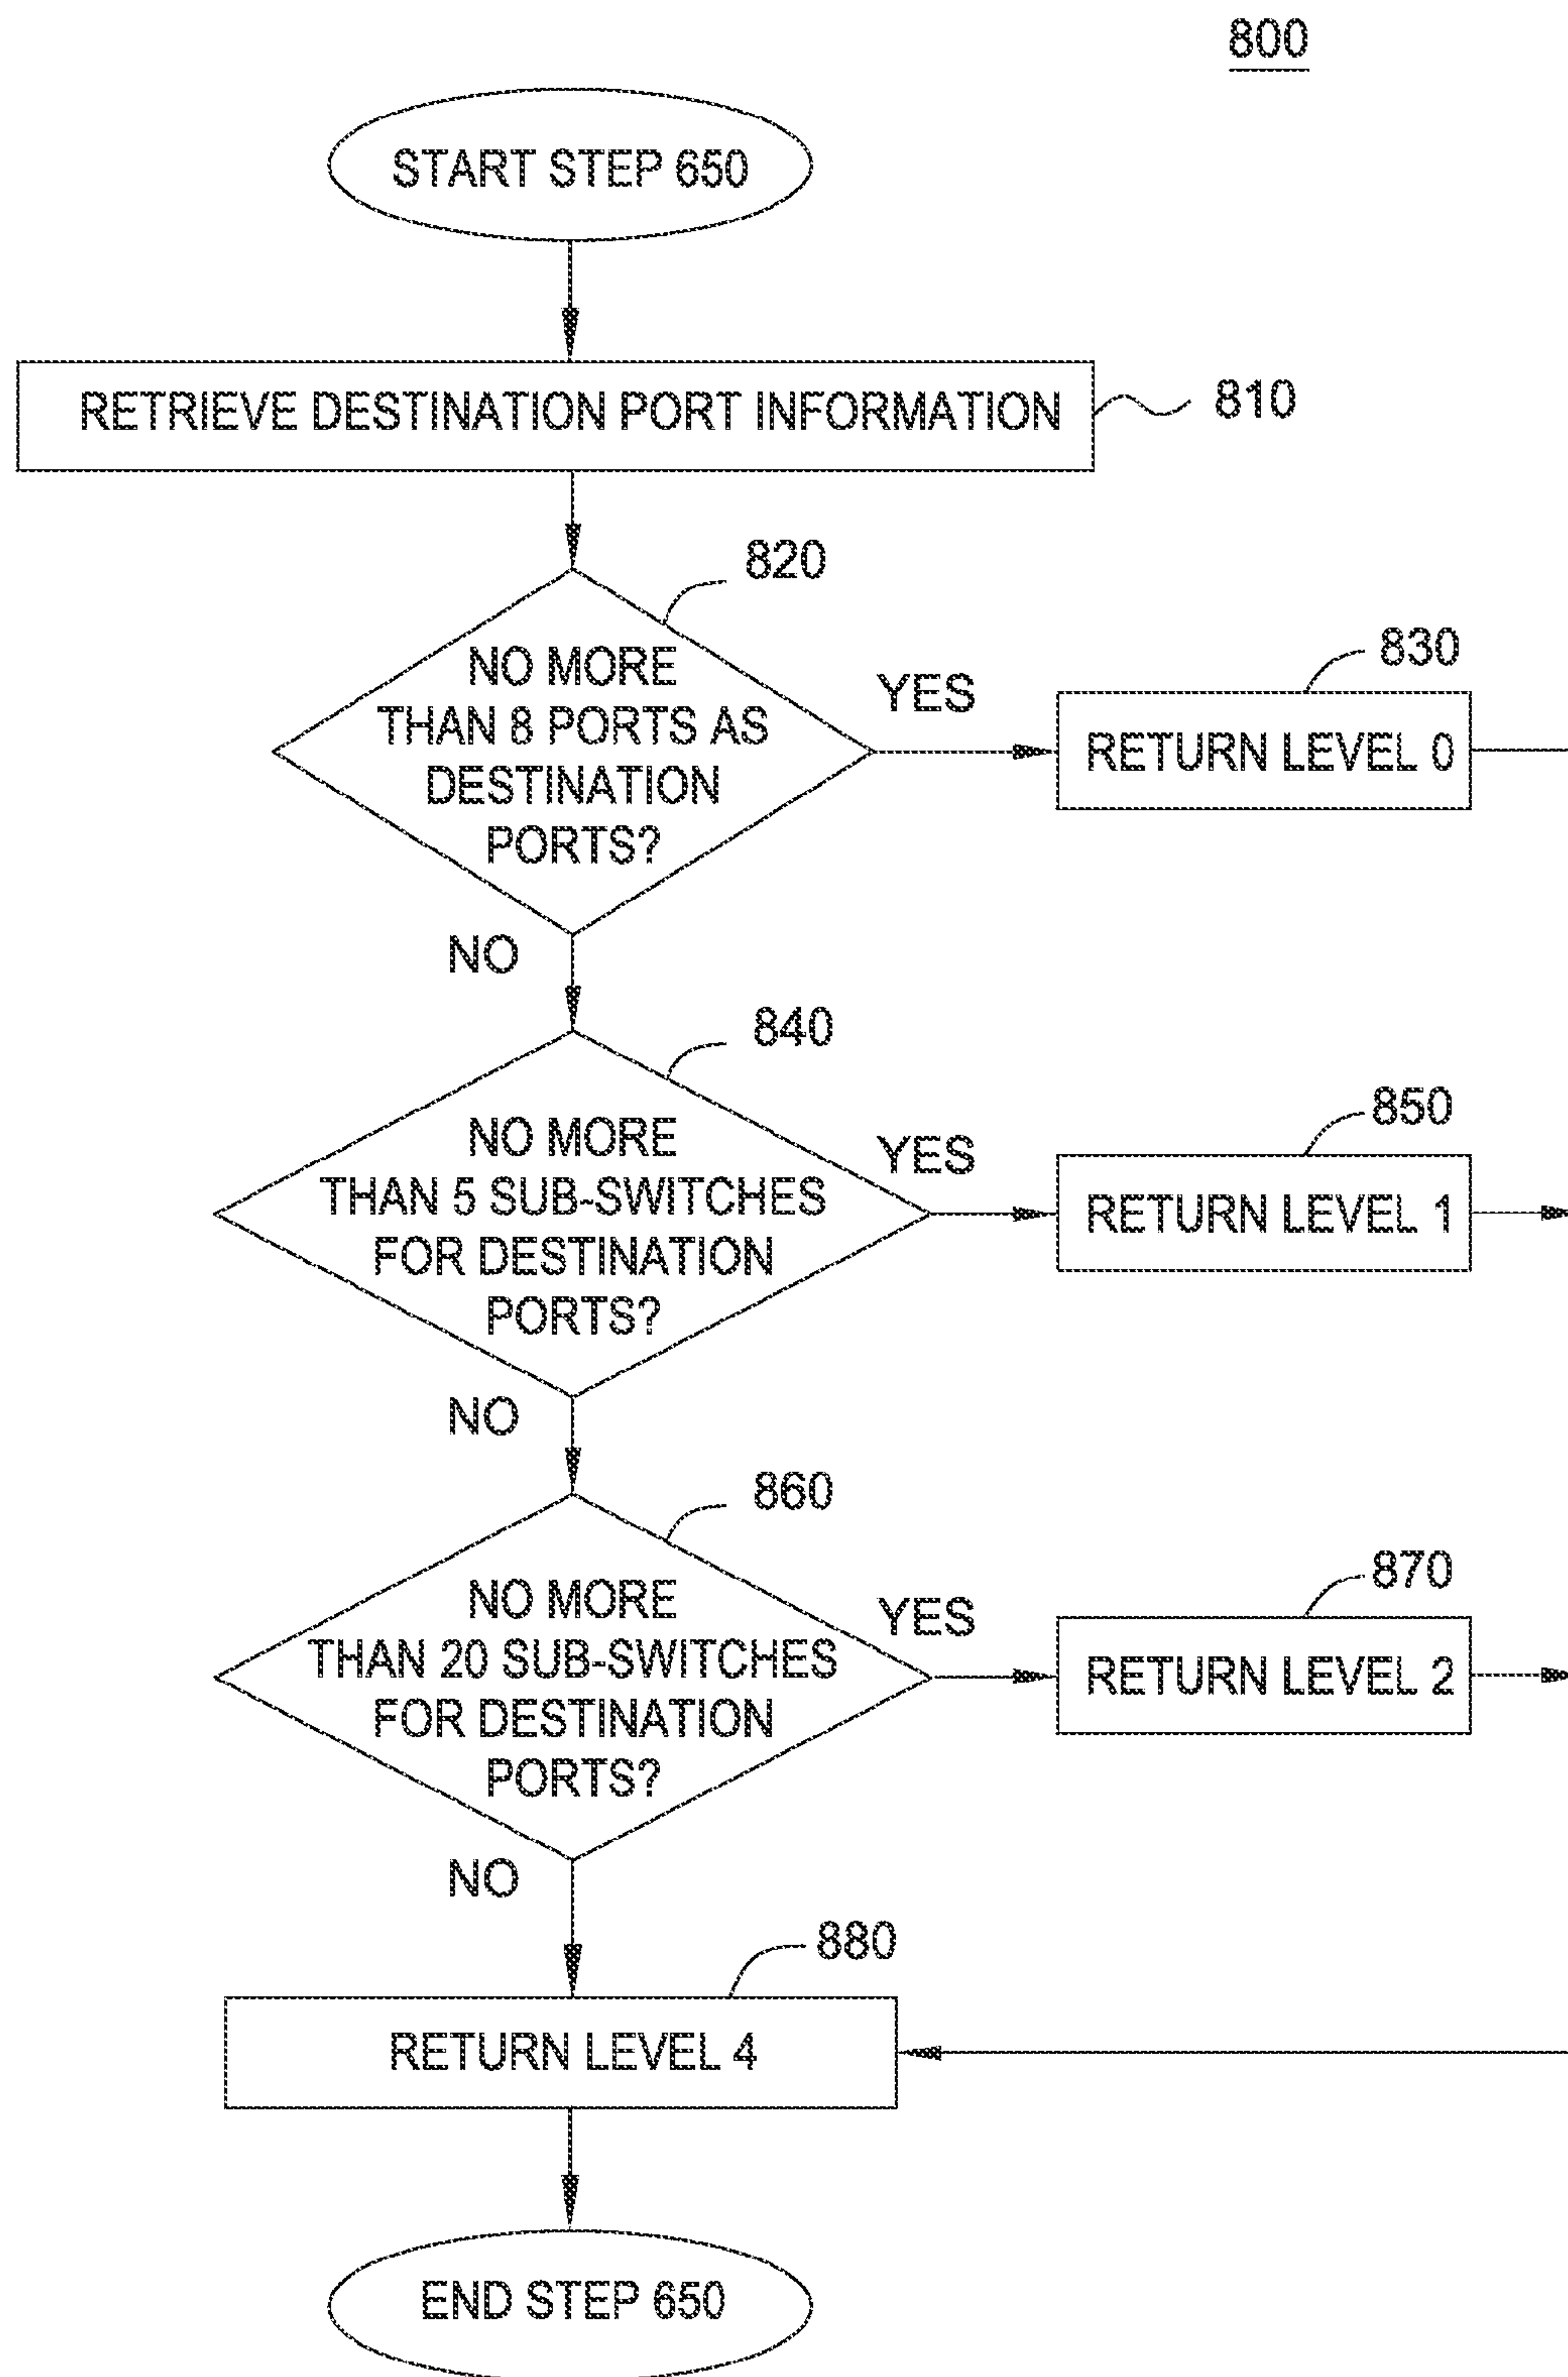 800
START STEP 650
RETRIEVE DESTINATION PORT INFORMATION
810
820
NO MORE
THAN 8 PORTS AS
DESTINATION
PORTS?
YES
830
RETURN LEVEL 0
NO
840
NO MORE
THAN 5 SUB-SWITCHES
FOR DESTINATION
PORTS?
YES
850
RETURN LEVEL 1
NO
860
NO MORE
THAN 20 SUB-SWITCHES
FOR DESTINATION
PORTS?
YES
870
RETURN LEVEL 2
NO
880
RETURN LEVEL 4
END STEP 650